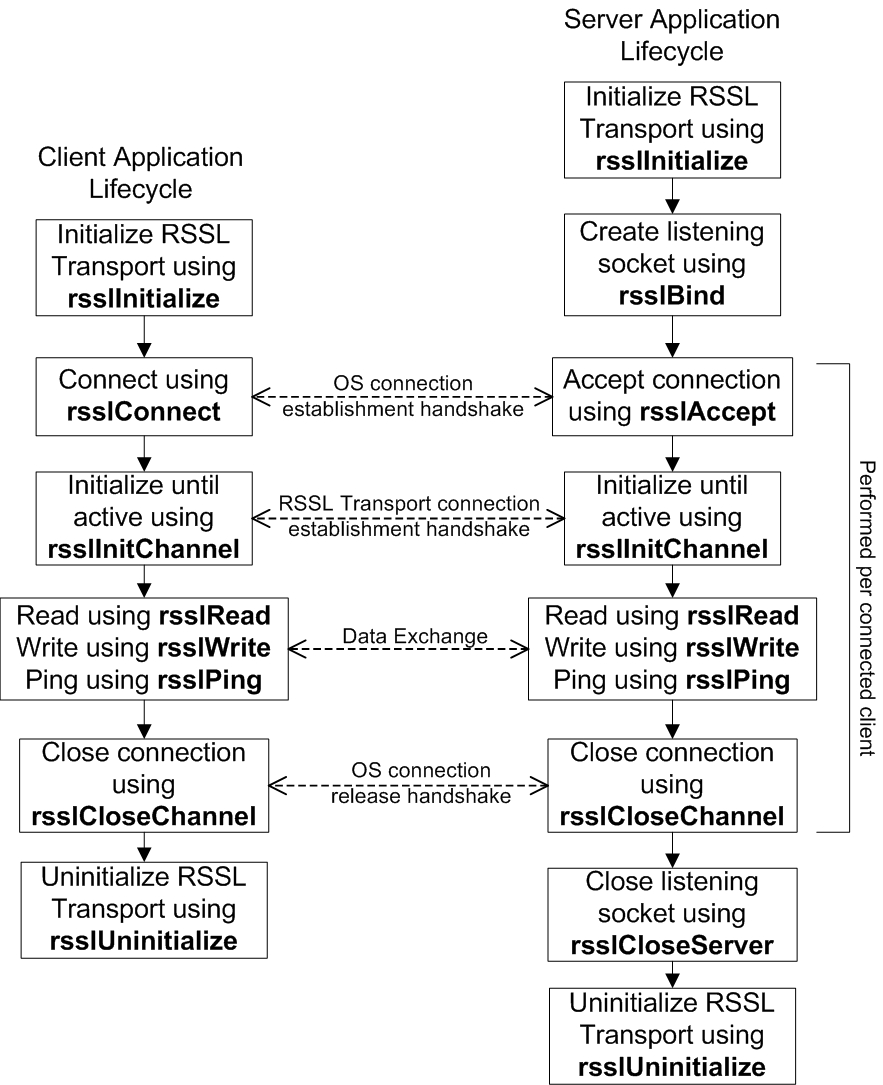 Client Application
Lifecycle
Initialize RSSL
Transport using
rsslInitialize
Connect using
rsslConnect
Initialize until
active using
rsslInitChannel
Read using rsslRead
Write using rsslWrite
Ping using rsslPing
Close connection
using
rsslCloseChannel
Uninitialize RSSL
Transport using
rsslUninitialize
OS connection
establishment handshake
RSSL Transport connection
establishment handshake
Data Exchange
OS connection
release handshake
Server Application
Lifecycle
Initialize RSSL
Transport using
rsslInitialize
Create listening
socket using
rsslBind
Accept connection
using rsslAccept
Initialize until
active using
rsslInitChannel
Read using rsslRead
Write using rsslWrite
Ping using rsslPing
Close connection
using
rsslCloseChannel
Close listening
socket using
rsslCloseServer
Uninitialize RSSL
Transport using
rsslUninitialize
Performed per connected client